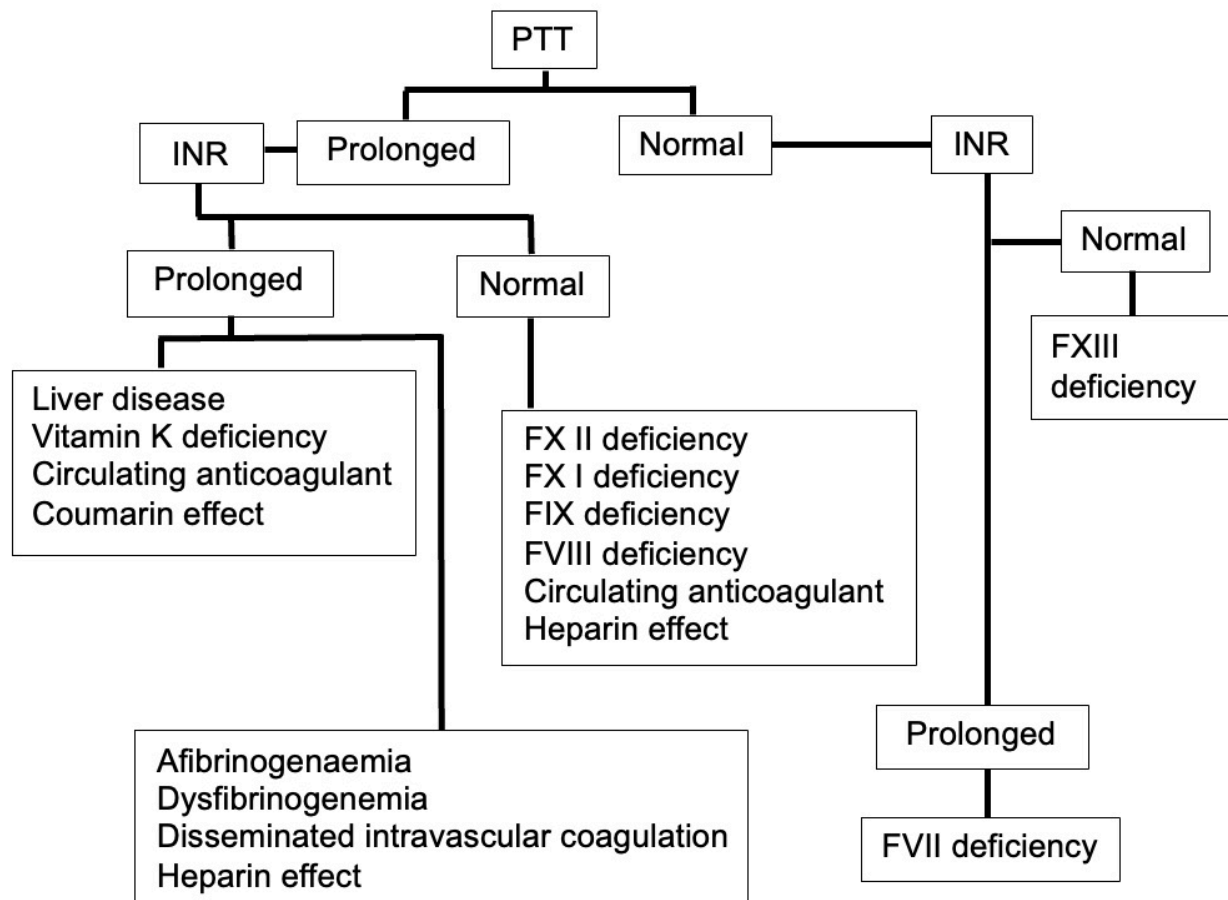 PTT
INR
Prolonged
Normal
INR
Prolonged
Normal
Normal
FXIII
deficiency
Liver disease
Vitamin K deficiency
Circulating anticoagulant
Coumarin effect
FX II deficiency
FX I deficiency
FIX deficiency
FVIII deficiency
Circulating anticoagulant
Heparin effect
Afibrinogenaemia
Dysfibrinogenemia
Disseminated intravascular coagulation
Heparin effect
Prolonged
FVII deficiency